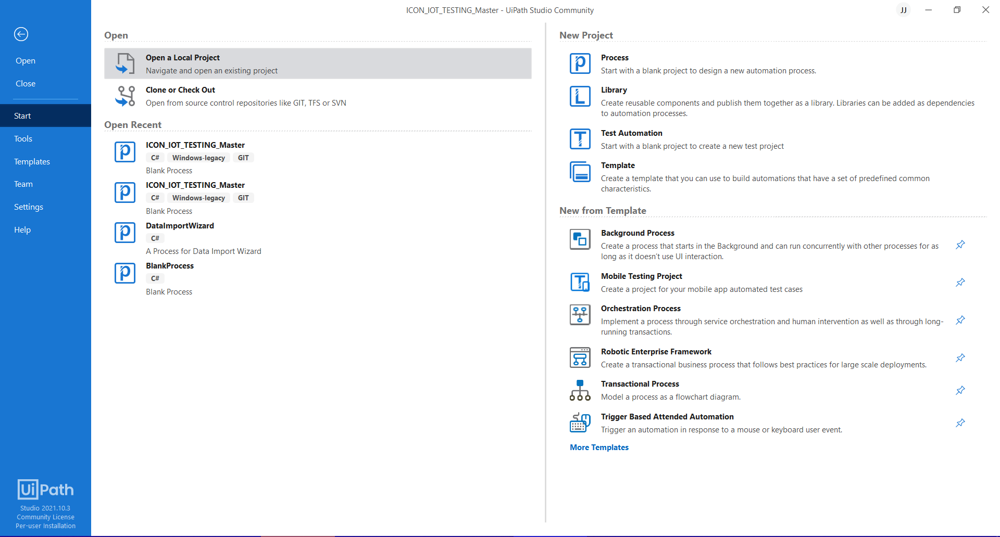 ICON_IOT_TESTING_Master - UiPath Studio Community
JJ
Open
Close
Start
Tools
Templates
Team
Settings
Help
UiPath
Studio 2021.10.3
Community License
Per-user Installation
Open
Open a Local Project
Navigate and open an existing project
Clone or Check Out
Open from source control repositories like GIT, TFS or SVN
Open Recent
ICON_IOT_TESTING_Master
C# Windows-legacy GIT
Blank Process
ICON_IOT_TESTING_Master
C# Windows-legacy GIT
Blank Process
DataImportWizard
C#
A Process for Data Import Wizard
BlankProcess
C#
Blank Process
New Project
Process
Start with a blank project to design a new automation process.
Library
Create reusable components and publish them together as a library. Libraries can be added as dependencies
to automation processes.
Test Automation
Start with a blank project to create a new test project
Template
Create a template that you can use to build automations that have a set of predefined common
characteristics.
New from Template
Background Process
Create a process that starts in the Background and can run concurrently with other processes for as
long as it doesn't use UI interaction.
Mobile Testing Project
Create a project for your mobile app automated test cases
Orchestration Process
Implement a process through service orchestration and human intervention as well as through long-
running transactions.
Robotic Enterprise Framework
Create a transactional business process that follows best practices for large scale deployments.
Transactional Process
Model a process as a flowchart diagram.
Trigger Based Attended Automation
Trigger an automation in response to a mouse or keyboard user event.
More Templates